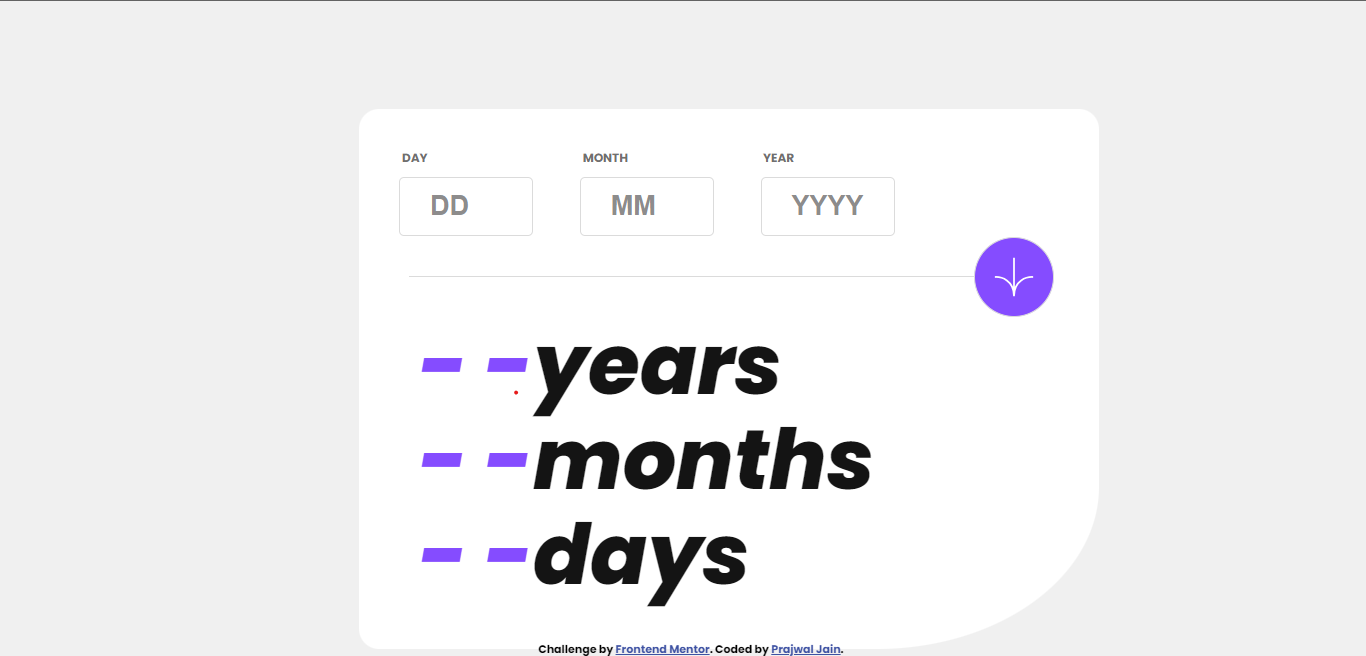 DAY MONTH YEAR
DD MM YYYY
- -years
- -months
- -days
Challenge by Frontend Mentor. Coded by Prajwal Jain.